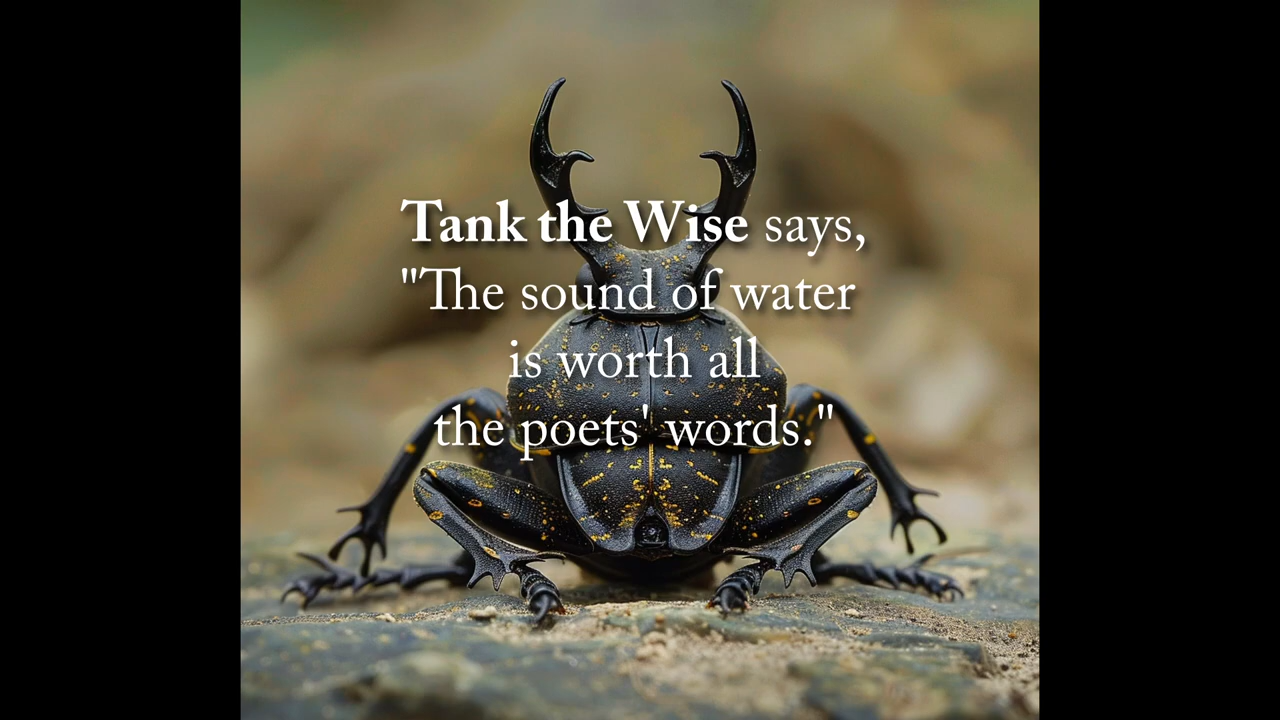 Tank the Wise says,
"The sound of water
is worth all
the poets' words."